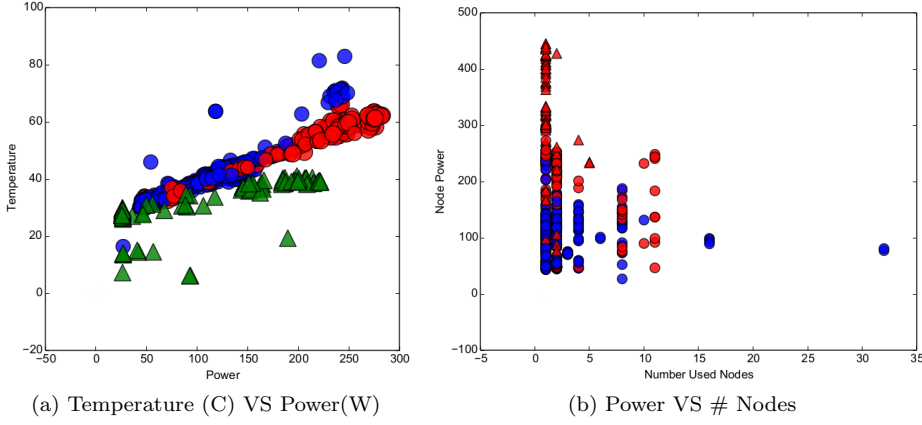 100
80
60
40
20
0
−20
Temperature
−50 0 50 100 150 200 250 300
Power
(a) Temperature (C) VS Power(W)
500
400
300
200
100
0
−100
Node Power
−5 0 5 10 15 20 25 30 35
Number Used Nodes
(b) Power VS # Nodes